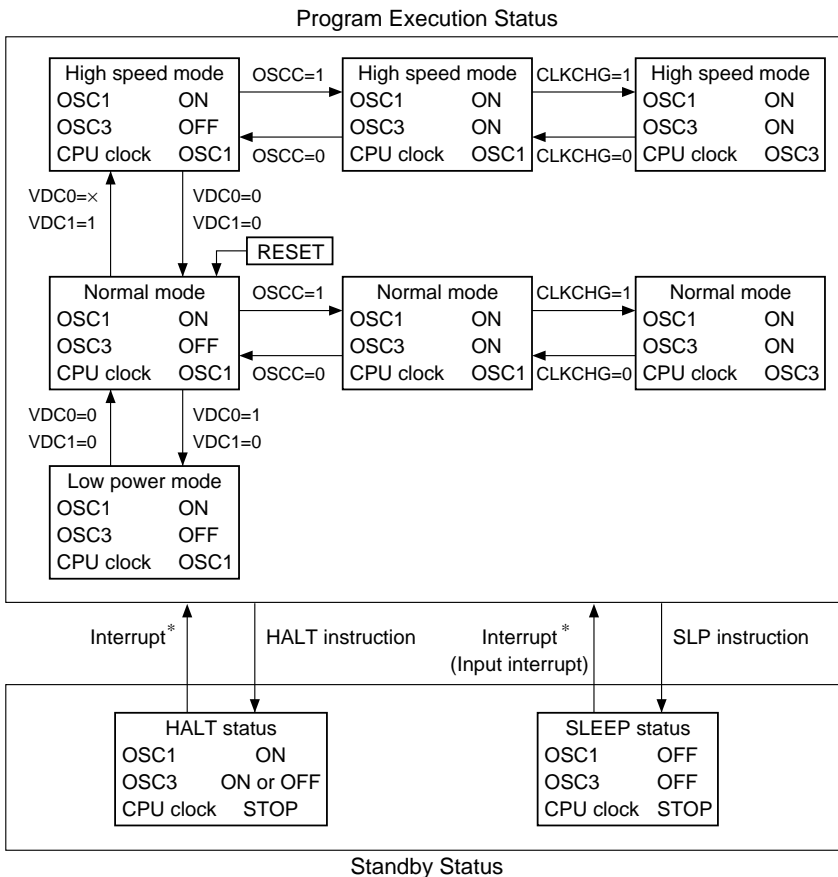 Program Execution Status
High speed mode
OSC1 ON
OSC3 OFF
CPU clock OSC1
OSCC=1
OSCC=0
High speed mode
OSC1 ON
OSC3 ON
CPU clock OSC1
CLKCHG=1
CLKCHG=0
High speed mode
OSC1 ON
OSC3 ON
CPU clock OSC3
VDC0=×
VDC1=1
VDC0=0
VDC1=0
RESET
Normal mode
OSC1 ON
OSC3 OFF
CPU clock OSC1
OSCC=1
OSCC=0
Normal mode
OSC1 ON
OSC3 ON
CPU clock OSC1
CLKCHG=1
CLKCHG=0
Normal mode
OSC1 ON
OSC3 ON
CPU clock OSC3
VDC0=0
VDC1=0
VDC0=1
VDC1=0
Low power mode
OSC1 ON
OSC3 OFF
CPU clock OSC1
Interrupt*
HALT instruction
Interrupt*
(Input interrupt)
SLP instruction
HALT status
OSC1 ON
OSC3 ON or OFF
CPU clock STOP
SLEEP status
OSC1 OFF
OSC3 OFF
CPU clock STOP
Standby Status